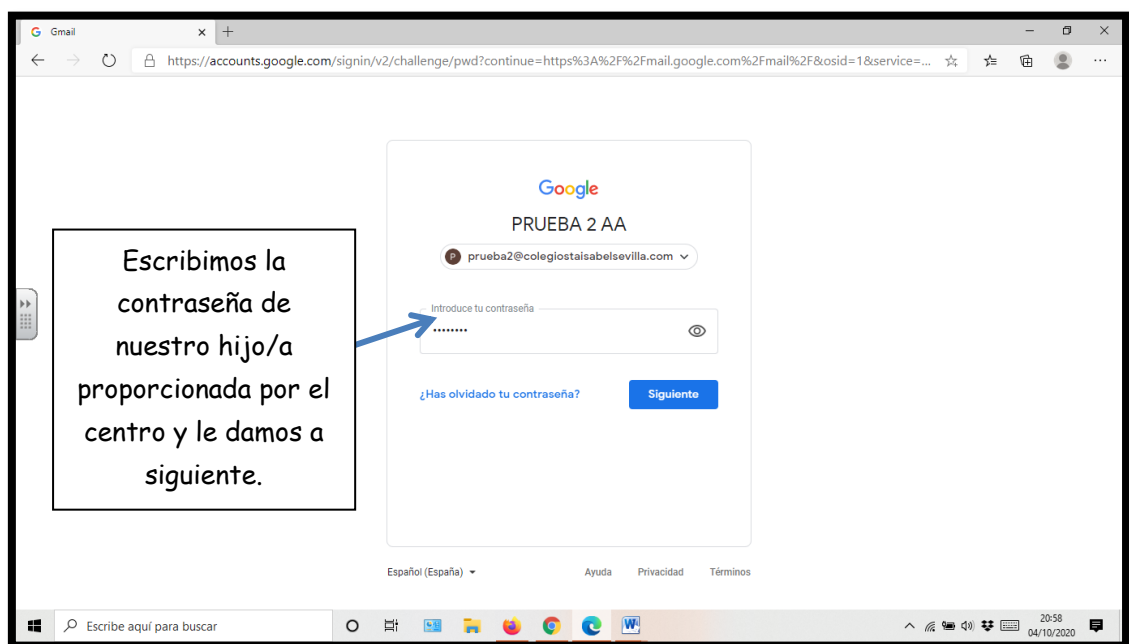 Gmail
https://accounts.google.com/signin/v2/challenge/pwd?continue=https%3A%2F%2Fmail.google.com%2Fmail%2F&osid=1&service=...
Google
PRUEBA 2 AA
P prueba2@colegiostaisabelsevilla.com
Escribimos la
contraseña de
nuestro hijo/a
proporcionada por el
centro y le damos a
siguiente.
Introduce tu contraseña
••••••••
¿Has olvidado tu contraseña?
Siguiente
Español (España)
Ayuda Privacidad Términos
Escribe aquí para buscar
20:58
04/10/2020